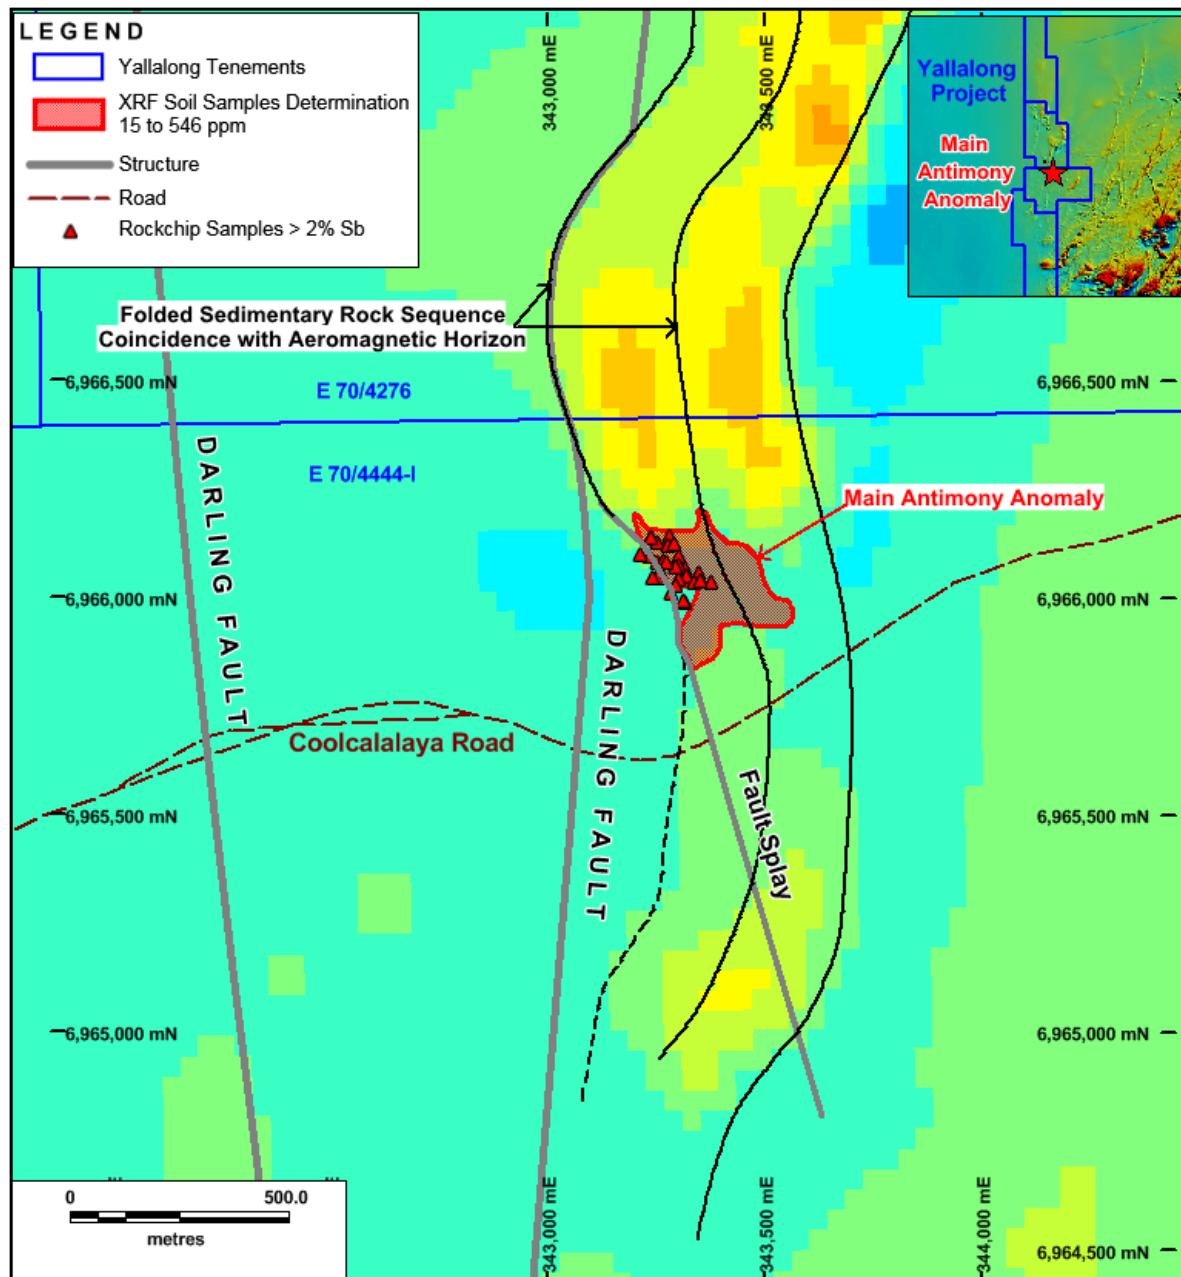 LEGEND
Yallalong Tenements
XRF Soil Samples Determination
15 to 546 ppm
Structure
Road
Rockchip Samples > 2% Sb
343,000 mE
343,500 mE
Yallalong
Project
Main
Antimony
Anomaly
Folded Sedimentary Rock Sequence
Coincidence with Aeromagnetic Horizon
6,966,500 mN
6,966,500 mN
E 70/4276
E 70/4444-I
DARLING FAULT
Main Antimony Anomaly
6,966,000 mN
6,966,000 mN
DARLING FAULT
Coolcalalaya Road
Fault Splay
6,965,500 mN
6,965,500 mN
6,965,000 mN
6,965,000 mN
0 500.0
metres
343,000 mE
343,500 mE
344,000 mE
6,964,500 mN